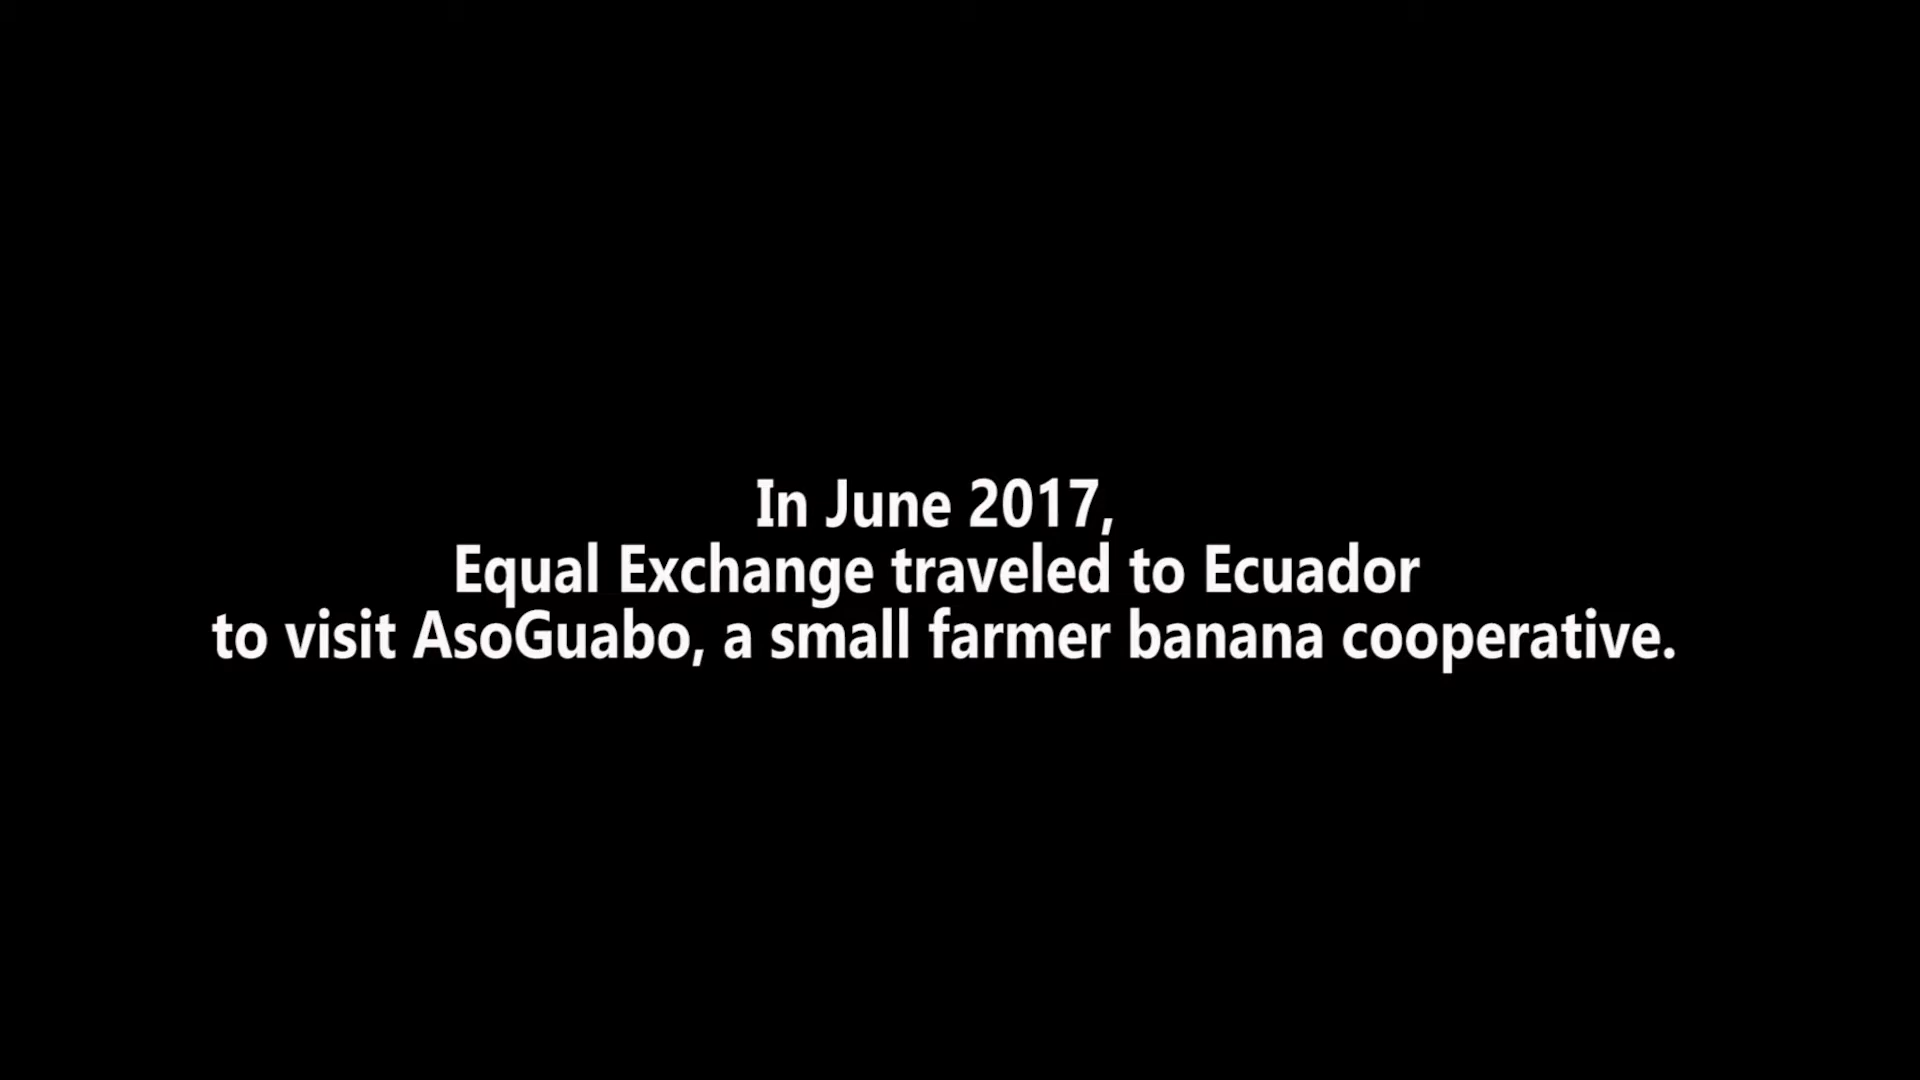 In June 2017,
Equal Exchange traveled to Ecuador
to visit AsoGuabo, a small farmer banana cooperative.